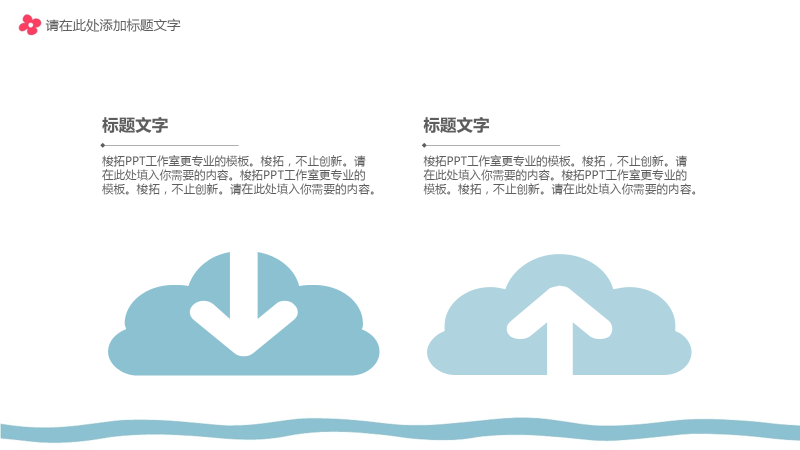 请在此处添加标题文字
标题文字
梭拓PPT工作室更专业的模板。梭拓，不止创新。请
在此处填入你需要的内容。梭拓PPT工作室更专业的
模板。梭拓，不止创新。请在此处填入你需要的内容。
标题文字
梭拓PPT工作室更专业的模板。梭拓，不止创新。请
在此处填入你需要的内容。梭拓PPT工作室更专业的
模板。梭拓，不止创新。请在此处填入你需要的内容。